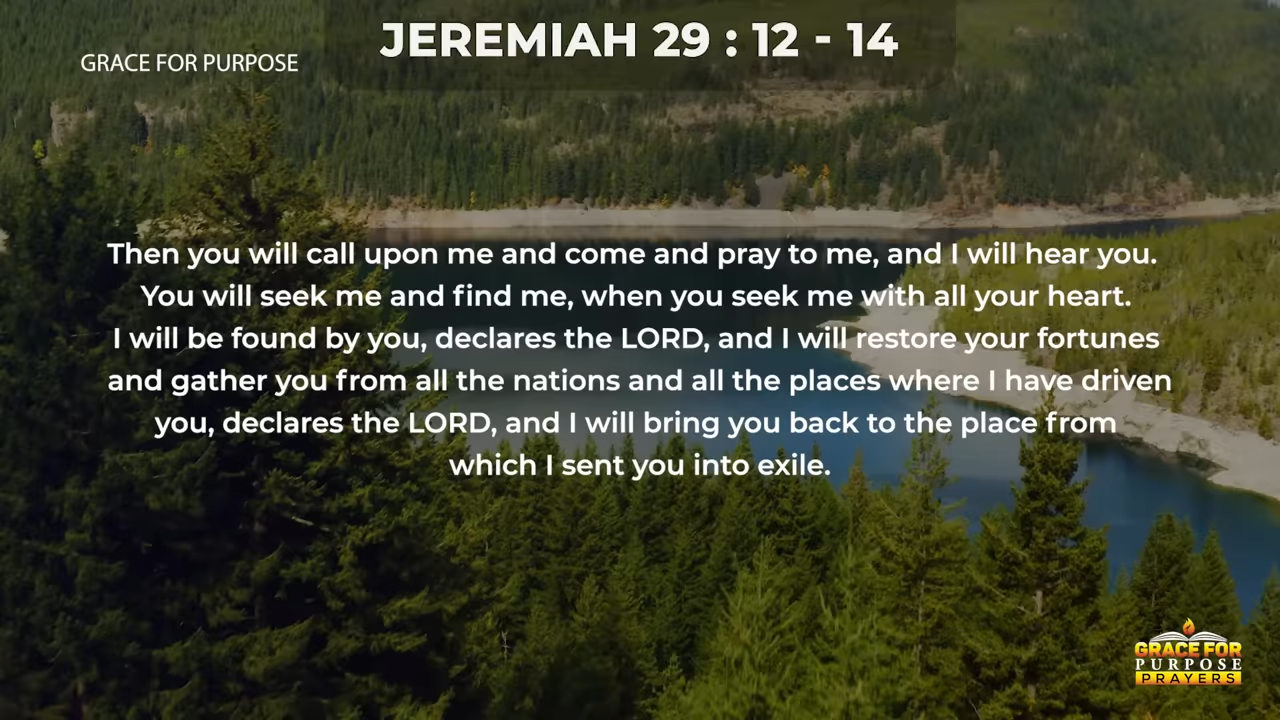 JEREMIAH 29 : 12 - 14
GRACE FOR PURPOSE
Then you will call upon me and come and pray to me, and I will hear you.
You will seek me and find me, when you seek me with all your heart.
I will be found by you, declares the LORD, and I will restore your fortunes
and gather you from all the nations and all the places where I have driven
you, declares the LORD, and I will bring you back to the place from
which I sent you into exile.
GRACE FOR
PURPOSE
PRAYERS